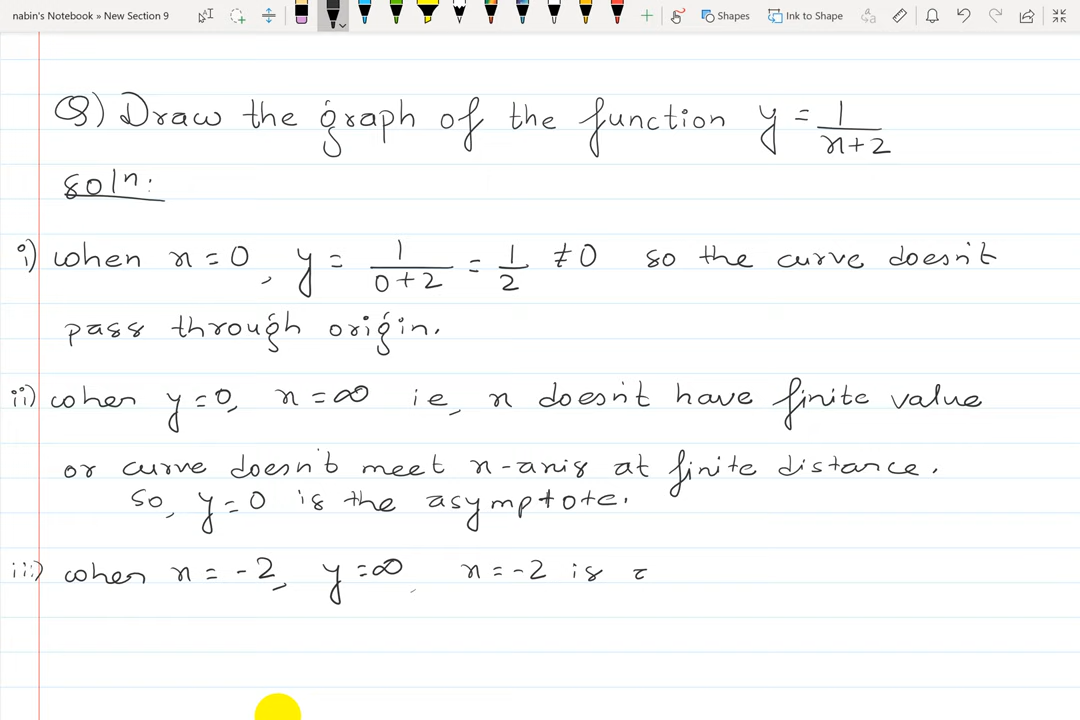 nabin's Notebook » New Section 9 Shapes Ink to Shape
Q) Draw the graph of the function y = 1/(x+2)
soln:
i) when x = 0, y = 1/(0+2) = 1/2 ≠ 0 so the curve doesn't
pass through origin.
ii) when y = 0, x = ∞ ie, x doesn't have finite value
or curve doesn't meet x-axis at finite distance.
so, y = 0 is the asymptote.
iii) when x = -2, y = ∞, x = -2 is